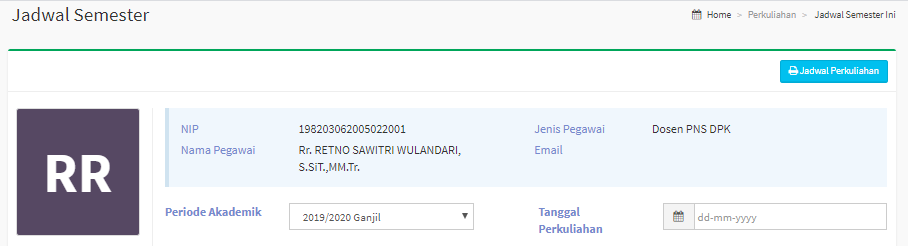 Jadwal Semester
Home > Perkuliahan > Jadwal Semester Ini
Jadwal Perkuliahan
RR
NIP 198203062005022001 Jenis Pegawai Dosen PNS DPK
Nama Pegawai Rr. RETNO SAWITRI WULANDARI, Email
S.SiT.,MM.Tr.
Periode Akademik 2019/2020 Ganjil Tanggal dd-mm-yyyy
Perkuliahan